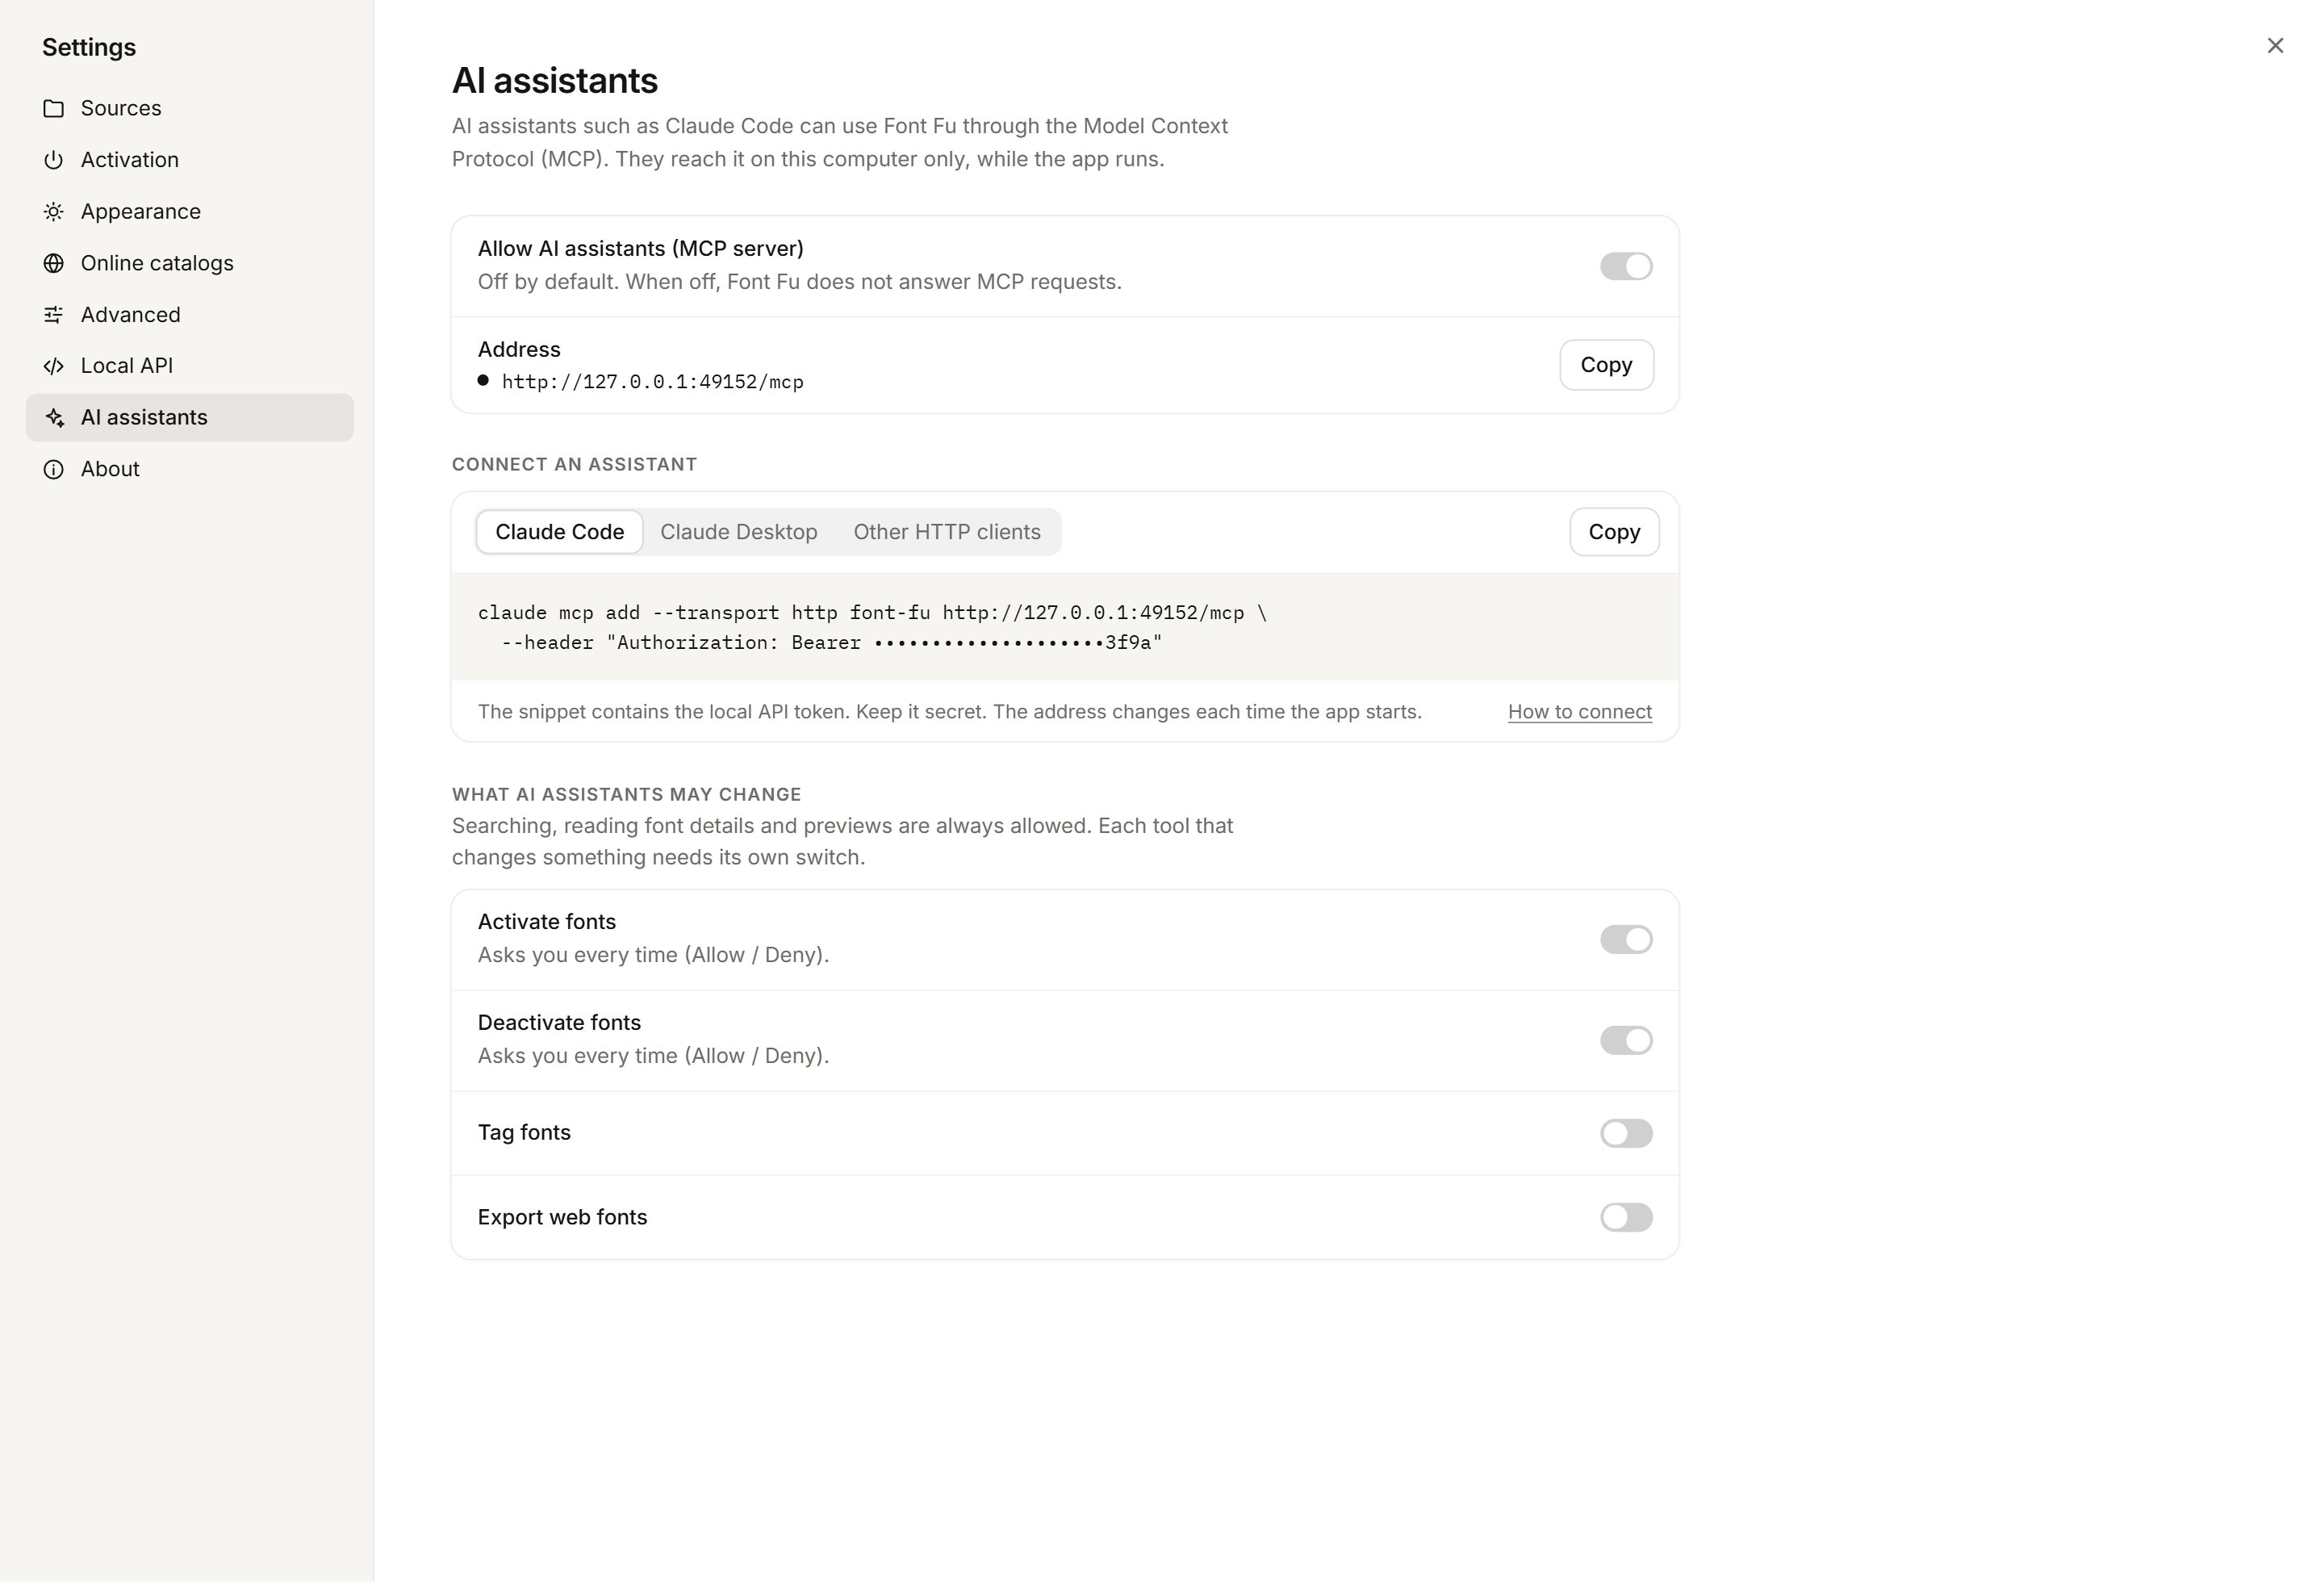 Settings
Sources
Activation
Appearance
Online catalogs
Advanced
Local API
AI assistants
About
AI assistants
AI assistants such as Claude Code can use Font Fu through the Model Context
Protocol (MCP). They reach it on this computer only, while the app runs.
Allow AI assistants (MCP server)
Off by default. When off, Font Fu does not answer MCP requests.
Address
http://127.0.0.1:49152/mcp
Copy
CONNECT AN ASSISTANT
Claude Code
Claude Desktop
Other HTTP clients
Copy
claude mcp add --transport http font-fu http://127.0.0.1:49152/mcp \
--header "Authorization: Bearer ••••••••••••••••••••3f9a"
The snippet contains the local API token. Keep it secret. The address changes each time the app starts.
How to connect
WHAT AI ASSISTANTS MAY CHANGE
Searching, reading font details and previews are always allowed. Each tool that
changes something needs its own switch.
Activate fonts
Asks you every time (Allow / Deny).
Deactivate fonts
Asks you every time (Allow / Deny).
Tag fonts
Export web fonts